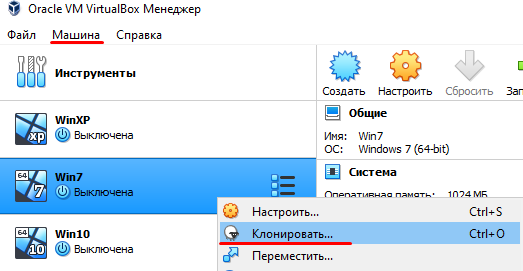 Oracle VM VirtualBox Менеджер
Файл Машина Справка
Инструменты
Создать Настроить Сбросить
WinXP
Выключена
Win7
Выключена
Win10
Выключена
Общие
Имя: Win7
ОС: Windows 7 (64-bit)
Система
Оперативная память: 1024 МБ
Настроить... Ctrl+S
Клонировать... Ctrl+O
Переместить...
xp
64
7
64
10